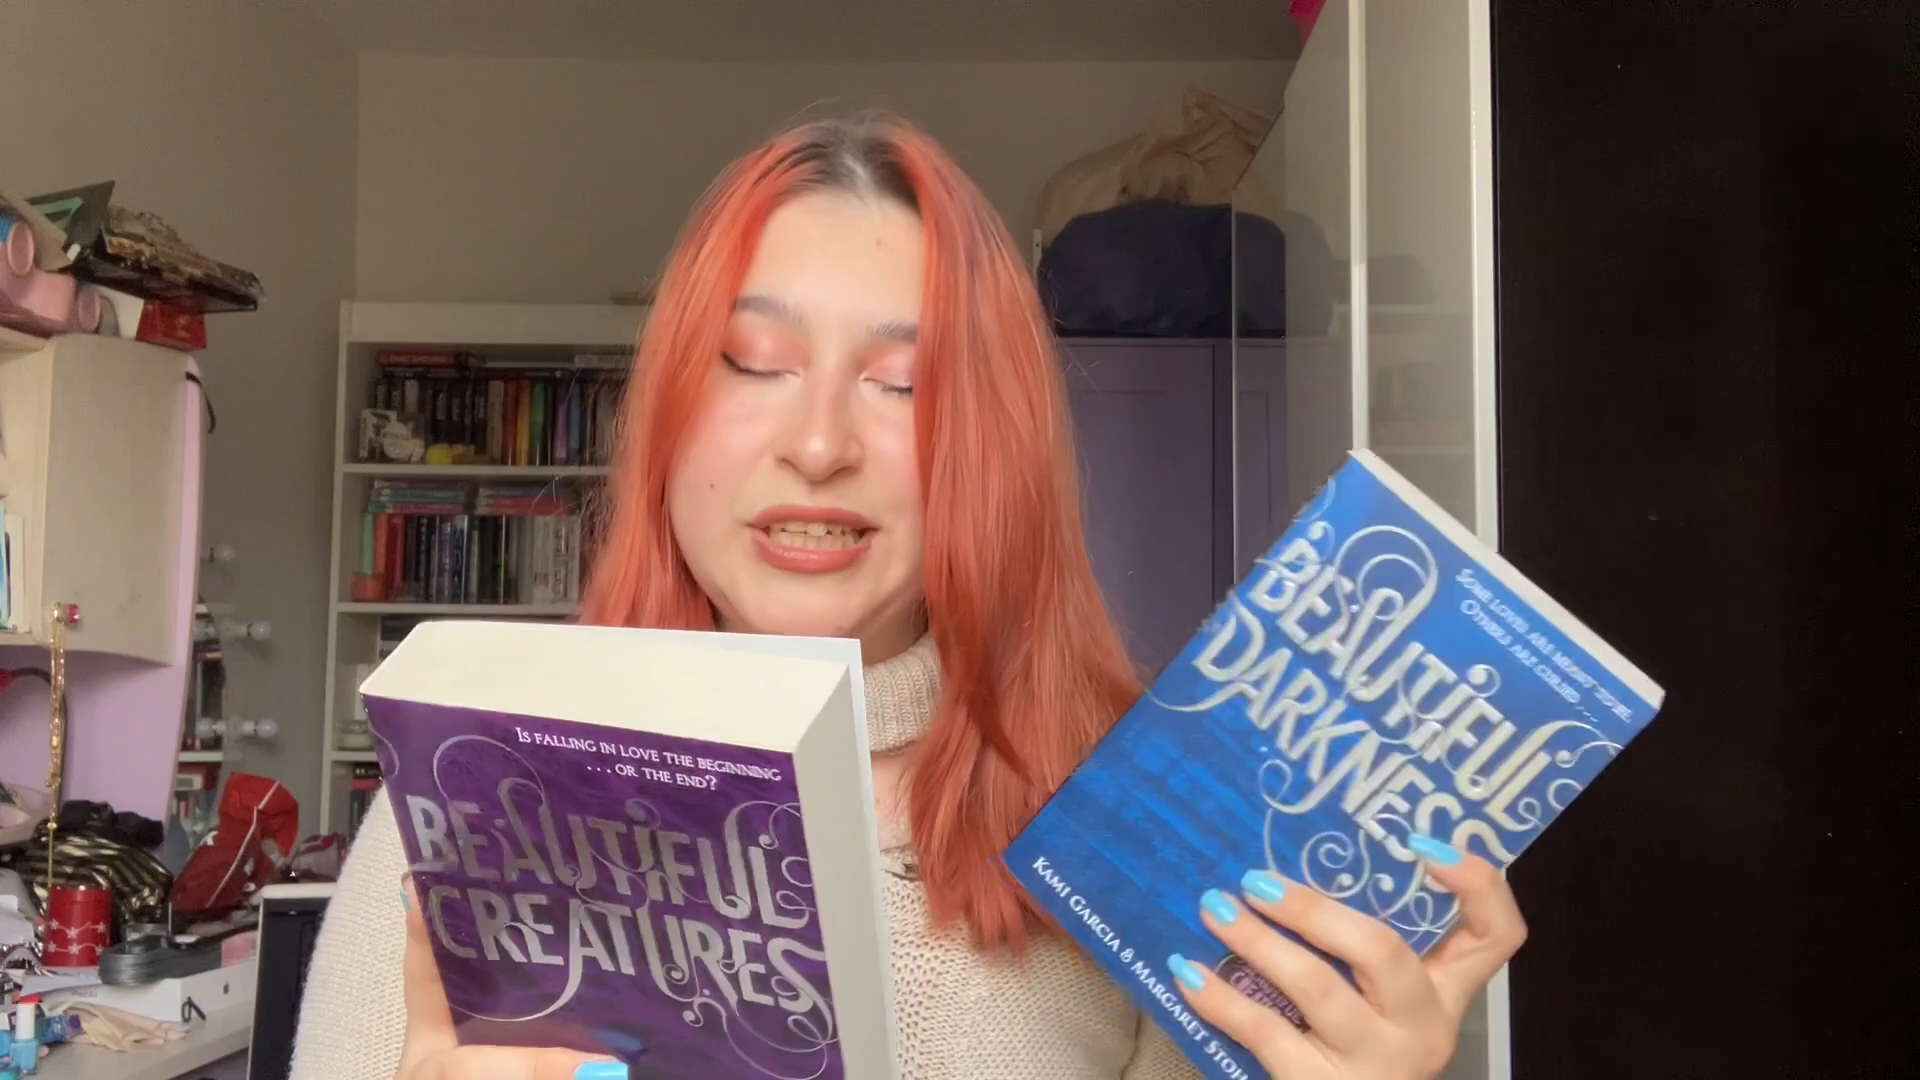 IS FALLING IN LOVE THE BEGINNING
. . . OR THE END?
BEAUTIFUL
CREATURES
SOME LOVES ARE MEANT TO BE.
OTHERS ARE CURSED . . .
BEAUTIFUL
DARKNESS
KAMI GARCIA & MARGARET STOH